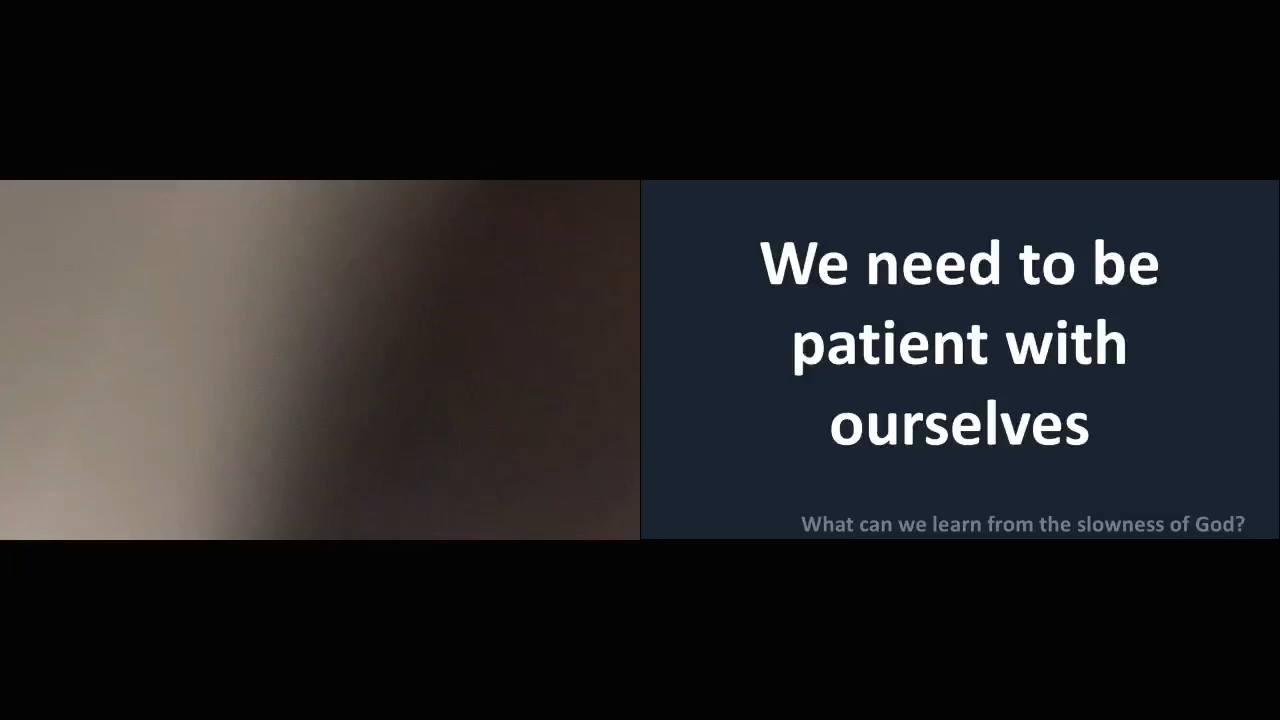 We need to be
patient with
ourselves
What can we learn from the slowness of God?